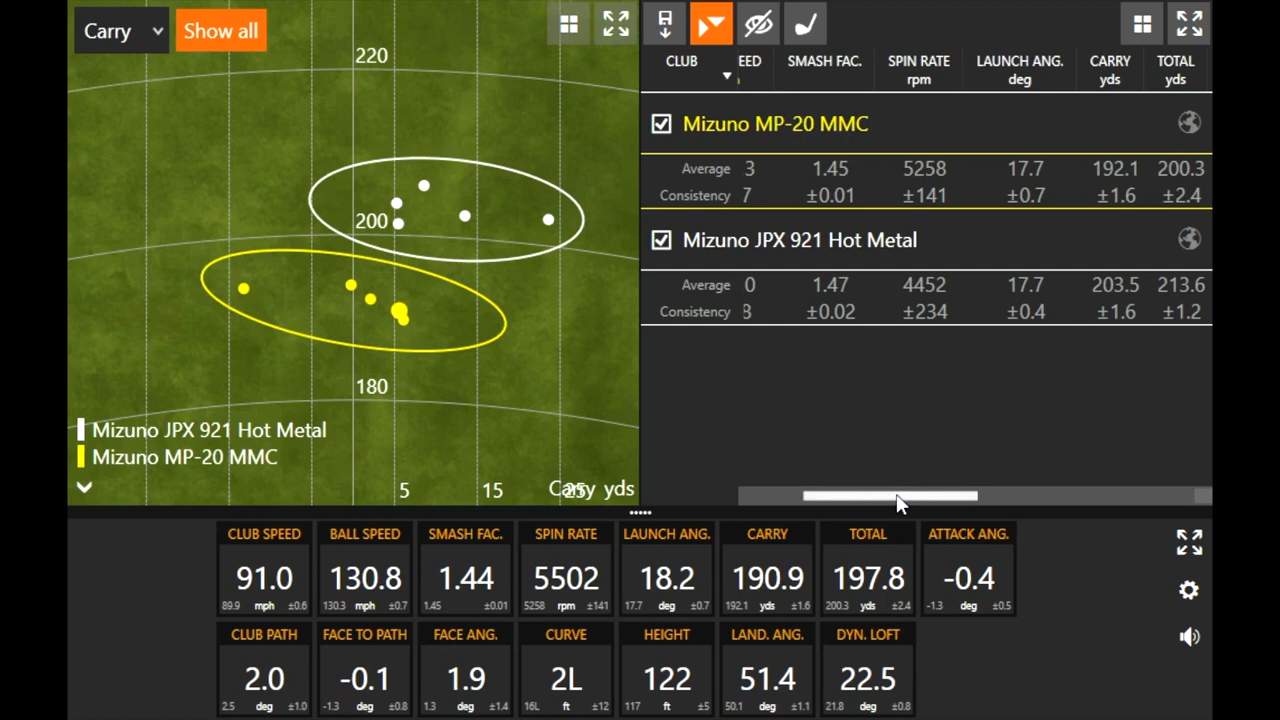 Carry
Show all
220
200
180
Mizuno JPX 921 Hot Metal
Mizuno MP-20 MMC
5 15 25
Carry yds
CLUB EED SMASH FAC. SPIN RATE LAUNCH ANG. CARRY TOTAL
rpm deg yds yds
Mizuno MP-20 MMC
Average 3 1.45 5258 17.7 192.1 200.3
Consistency 7 ±0.01 ±141 ±0.7 ±1.6 ±2.4
Mizuno JPX 921 Hot Metal
Average 0 1.47 4452 17.7 203.5 213.6
Consistency 3 ±0.02 ±234 ±0.4 ±1.6 ±1.2
CLUB SPEED BALL SPEED SMASH FAC. SPIN RATE LAUNCH ANG. CARRY TOTAL ATTACK ANG.
91.0 130.8 1.44 5502 18.2 190.9 197.8 -0.4
89.9 mph ±0.6 130.3 mph ±0.7 1.45 ±0.01 5258 rpm ±141 17.7 deg ±0.7 192.1 yds ±1.6 200.3 yds ±2.4 -1.3 deg ±0.5
CLUB PATH FACE TO PATH FACE ANG. CURVE HEIGHT LAND. ANG. DYN. LOFT
2.0 -0.1 1.9 2L 122 51.4 22.5
2.5 deg ±1.0 -1.3 deg ±0.8 1.3 deg ±1.4 16L ft ±12 117 ft ±5 50.1 deg ±1.1 21.8 deg ±0.8